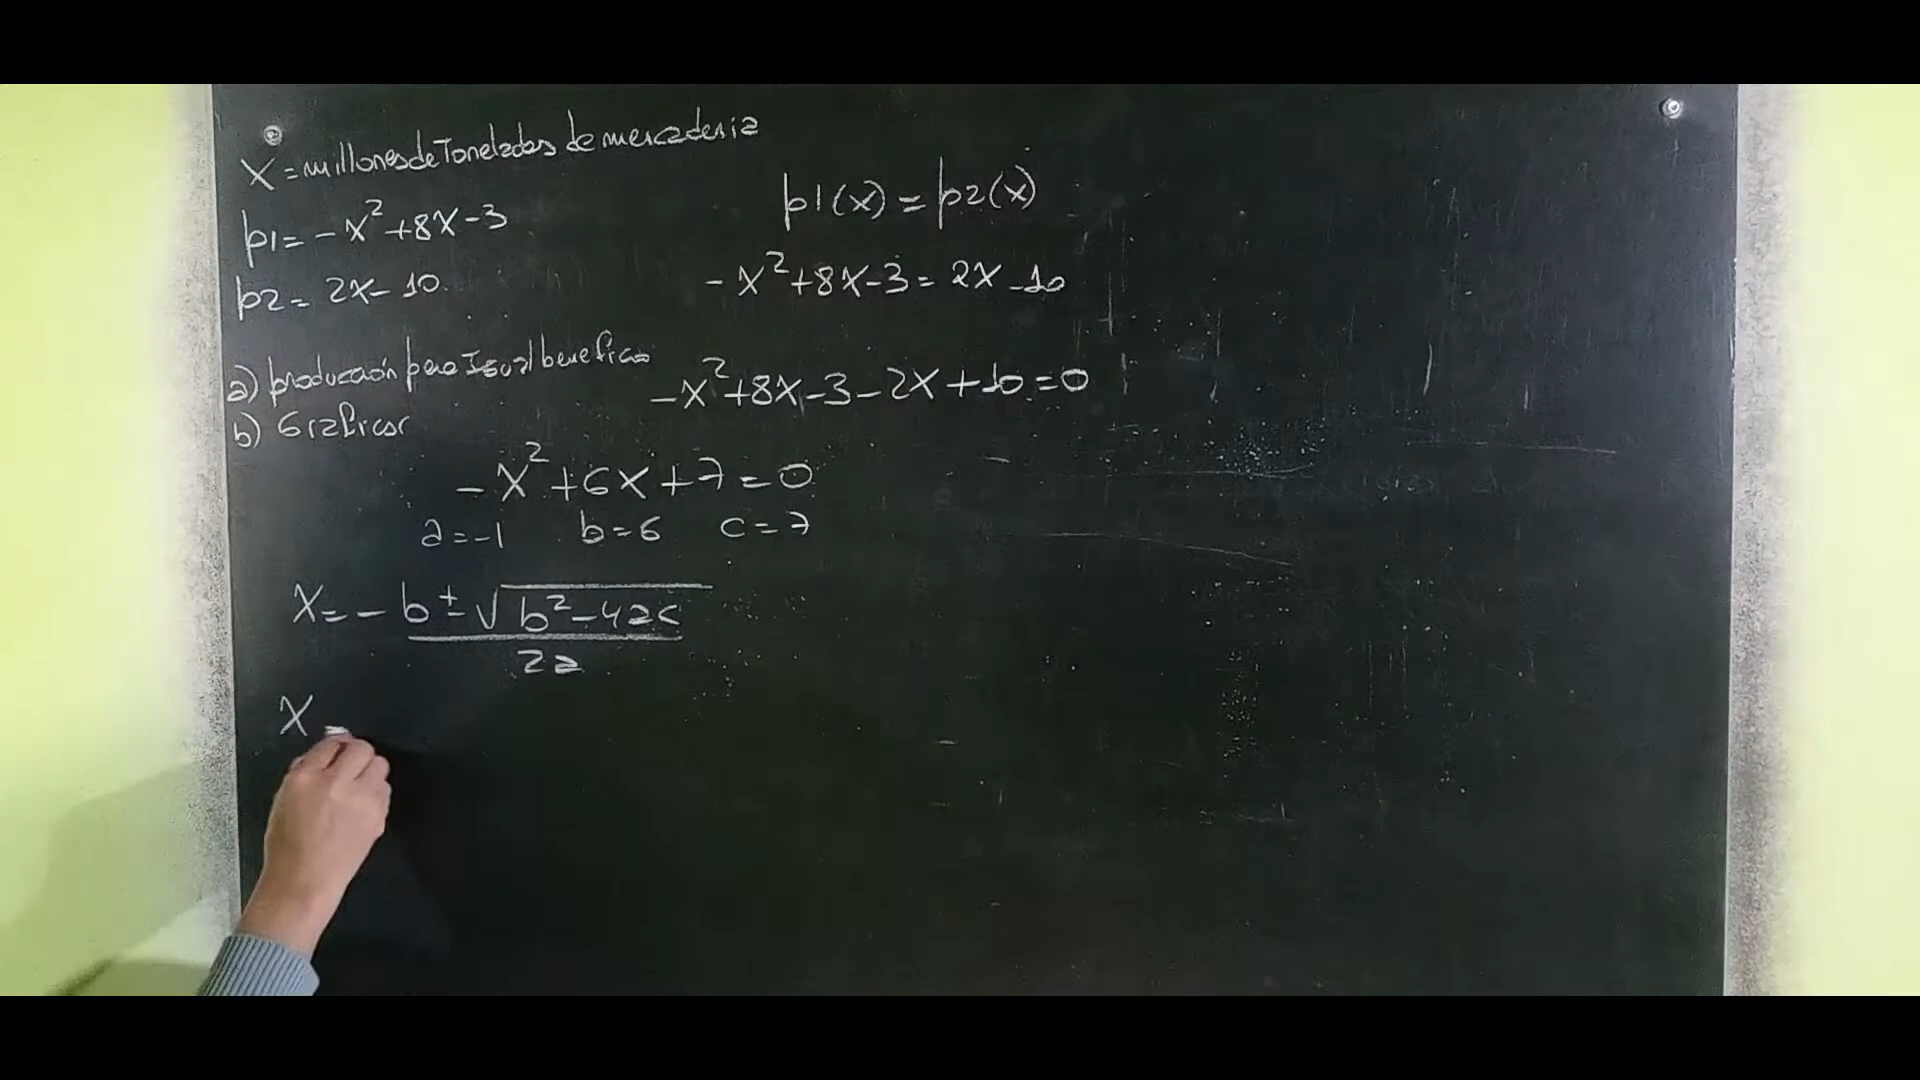 X = millones de Toneladas de mercaderia
p1 = -x²+8x-3
p2 = 2x-10
a) producción para Igual beneficio
b) Graficar
p1(x) = p2(x)
-x²+8x-3 = 2x-10
-x²+8x-3-2x+10=0
-x²+6x+7=0
a=-1 b=6 c=7
X = -b ± √b²-4ac
2a
X =